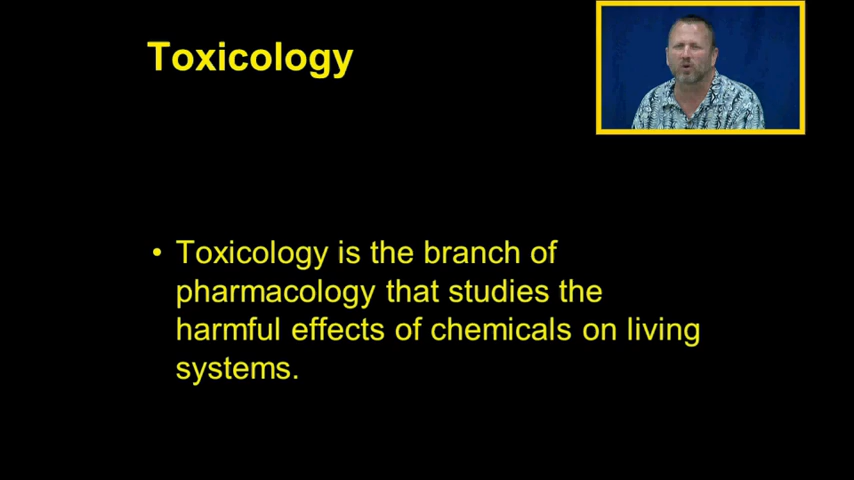 Toxicology
• Toxicology is the branch of
pharmacology that studies the
harmful effects of chemicals on living
systems.